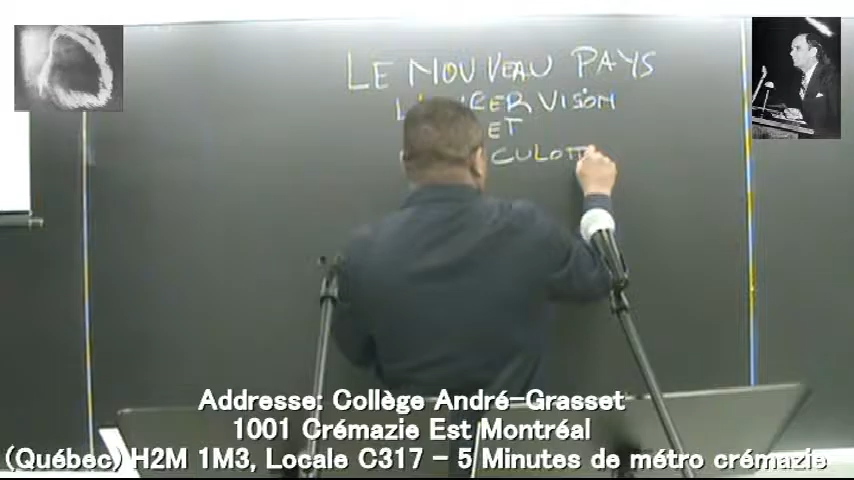 LE NOUVEAU PAYS
VISION
ET
Addresse: Collège André-Grasset
1001 Crémazie Est Montréal
(Québec) H2M 1M3, Locale C317 - 5 Minutes de métro crémazie